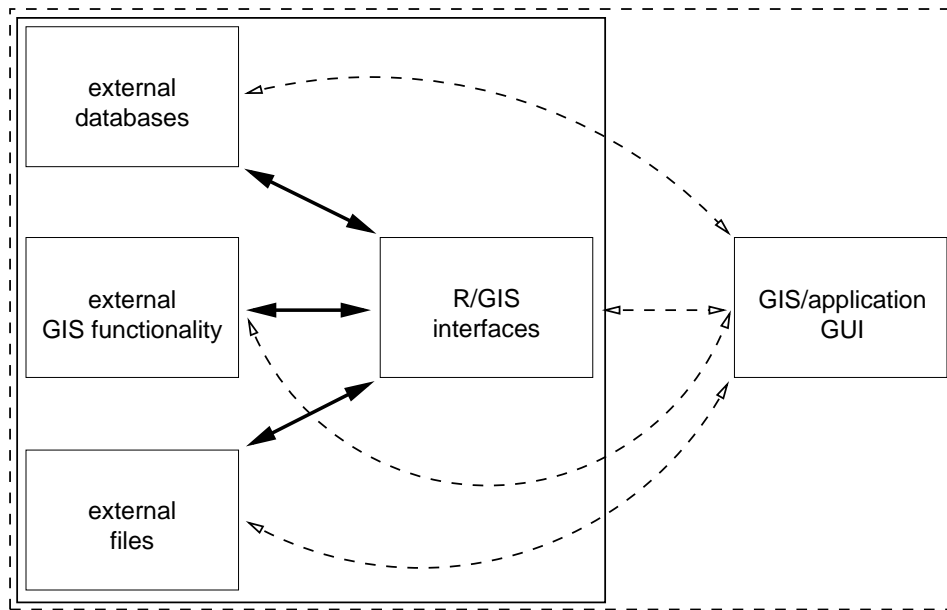 external
databases
external
GIS functionality
R/GIS
interfaces
GIS/application
GUI
external
files